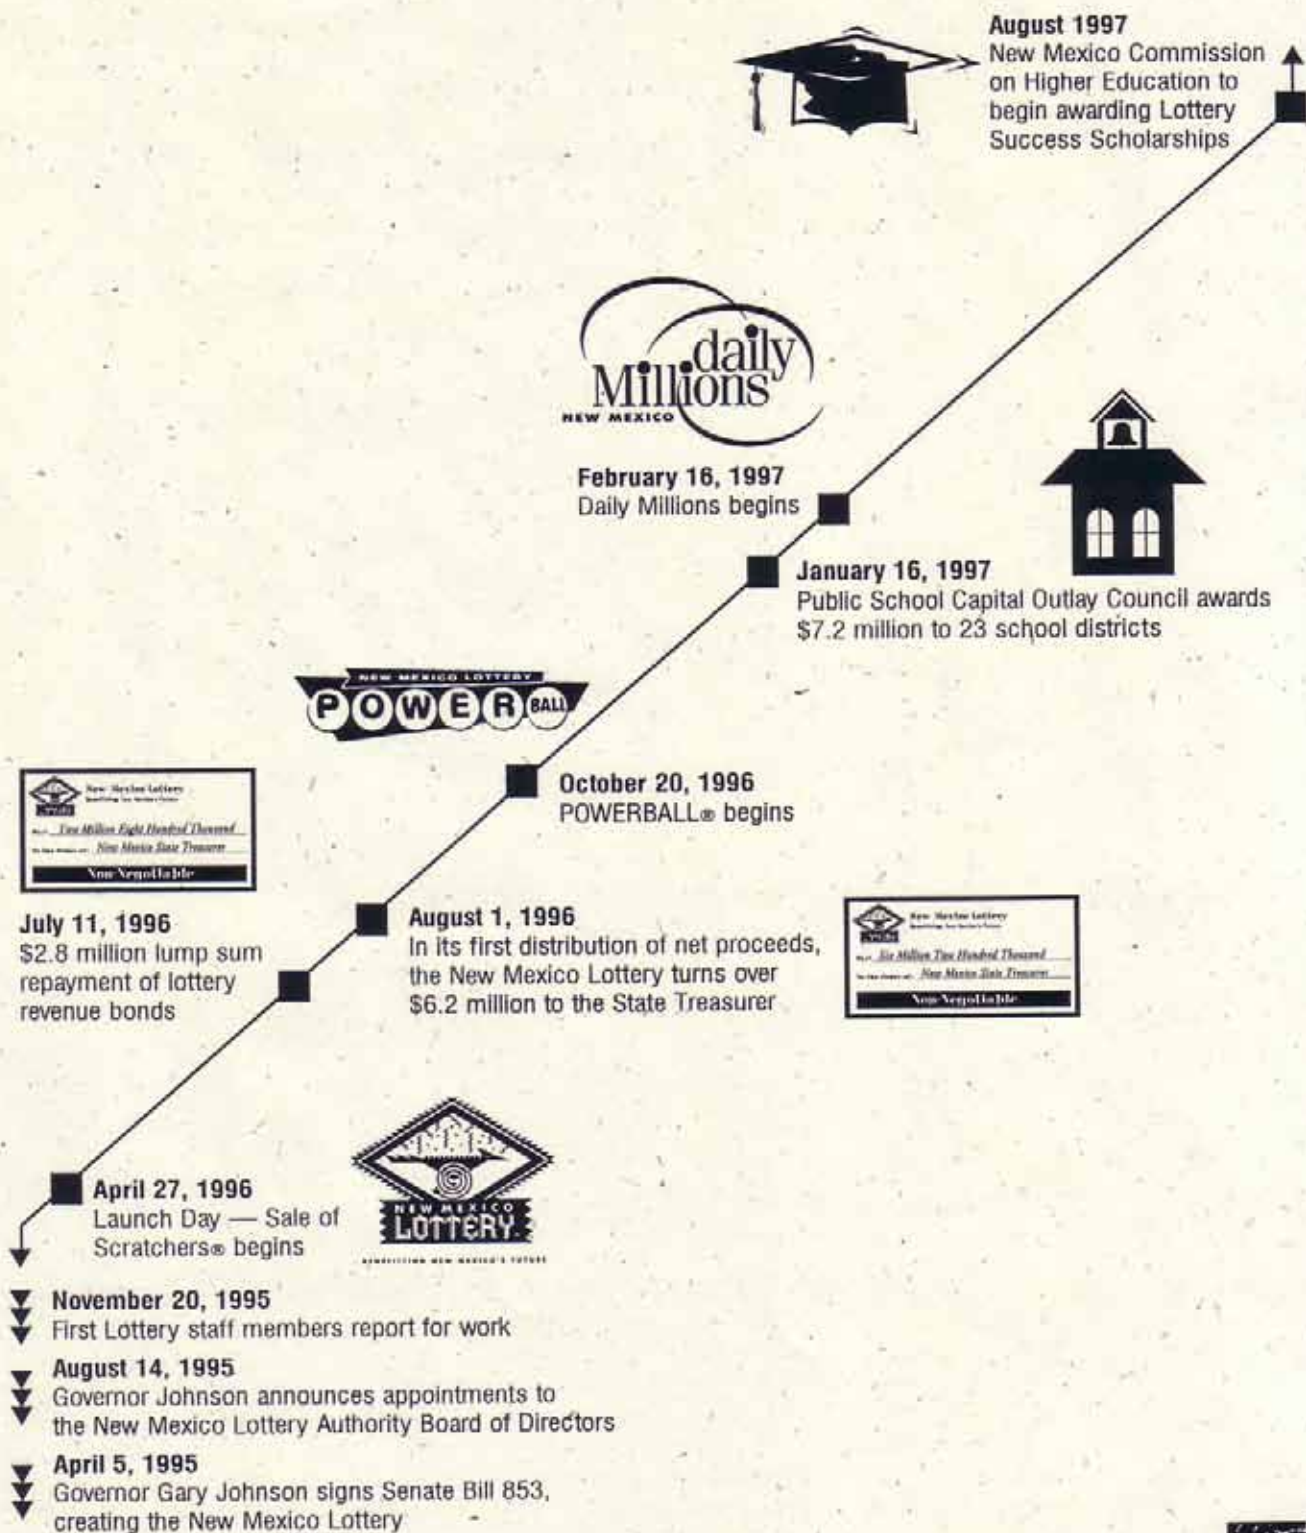 August 1997
New Mexico Commission
on Higher Education to
begin awarding Lottery
Success Scholarships
daily
Millions
NEW MEXICO
February 16, 1997
Daily Millions begins
January 16, 1997
Public School Capital Outlay Council awards
$7.2 million to 23 school districts
NEW MEXICO LOTTERY
POWER BALL
October 20, 1996
POWERBALL® begins
New Mexico Lottery
Two Million Eight Hundred Thousand
New Mexico State Treasurer
Non-Negotiable
July 11, 1996
$2.8 million lump sum
repayment of lottery
revenue bonds
August 1, 1996
In its first distribution of net proceeds,
the New Mexico Lottery turns over
$6.2 million to the State Treasurer
New Mexico Lottery
Six Million Two Hundred Thousand
New Mexico State Treasurer
Non-Negotiable
NEW MEXICO
LOTTERY
BENEFITTING NEW MEXICO'S FUTURE
April 27, 1996
Launch Day — Sale of
Scratchers® begins
November 20, 1995
First Lottery staff members report for work
August 14, 1995
Governor Johnson announces appointments to
the New Mexico Lottery Authority Board of Directors
April 5, 1995
Governor Gary Johnson signs Senate Bill 853,
creating the New Mexico Lottery